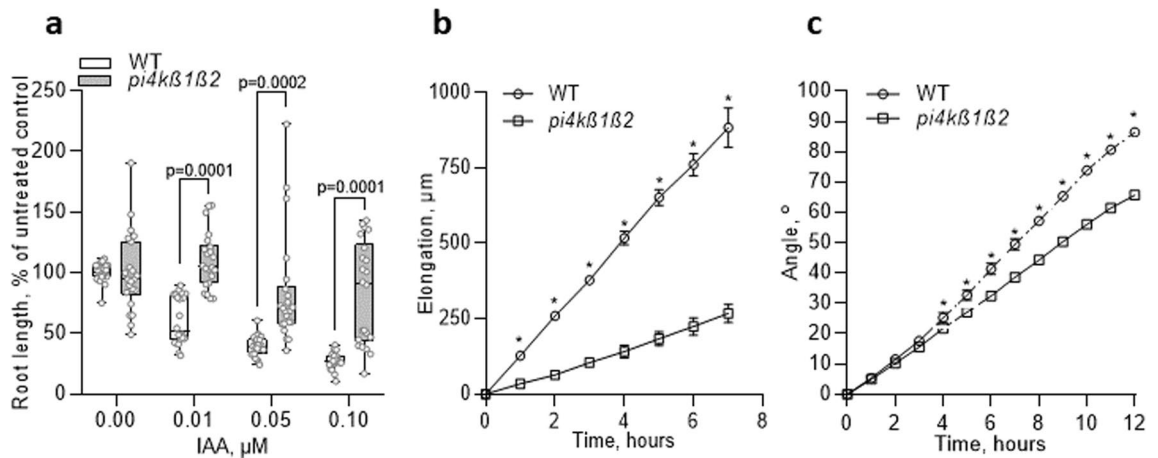 a
WT
pi4kß1ß2
Root length, % of untreated control
250
200
150
100
50
0
p=0.0001
p=0.0002
p=0.0001
0.00 0.01 0.05 0.10
IAA, µM
b
WT
pi4kß1ß2
Elongation, µm
1000
750
500
250
0
* * * * * * *
0 2 4 6 8
Time, hours
c
WT
pi4kß1ß2
Angle, °
100
90
80
70
60
50
40
30
20
10
0
* * * * * * * * *
0 2 4 6 8 10 12
Time, hours